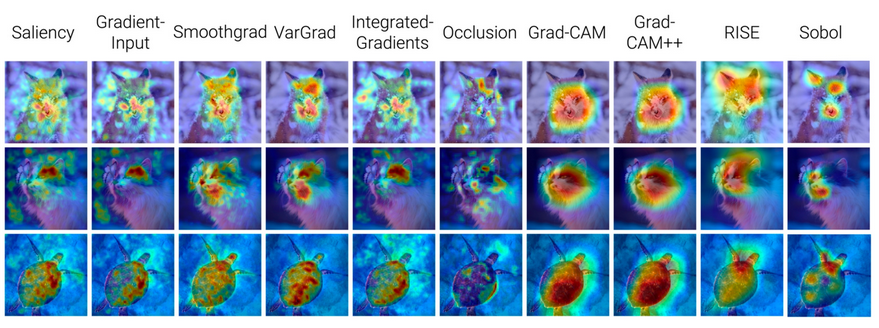 Saliency
Gradient-
Input
Smoothgrad
VarGrad
Integrated-
Gradients
Occlusion
Grad-CAM
Grad-
CAM++
RISE
Sobol